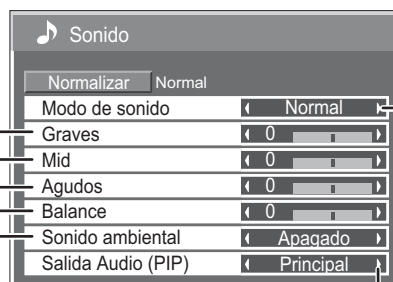 Sonido
Normalizar Normal
Modo de sonido Normal
Graves 0
Mid 0
Agudos 0
Balance 0
Sonido ambiental Apagado
Salida Audio (PIP) Principal